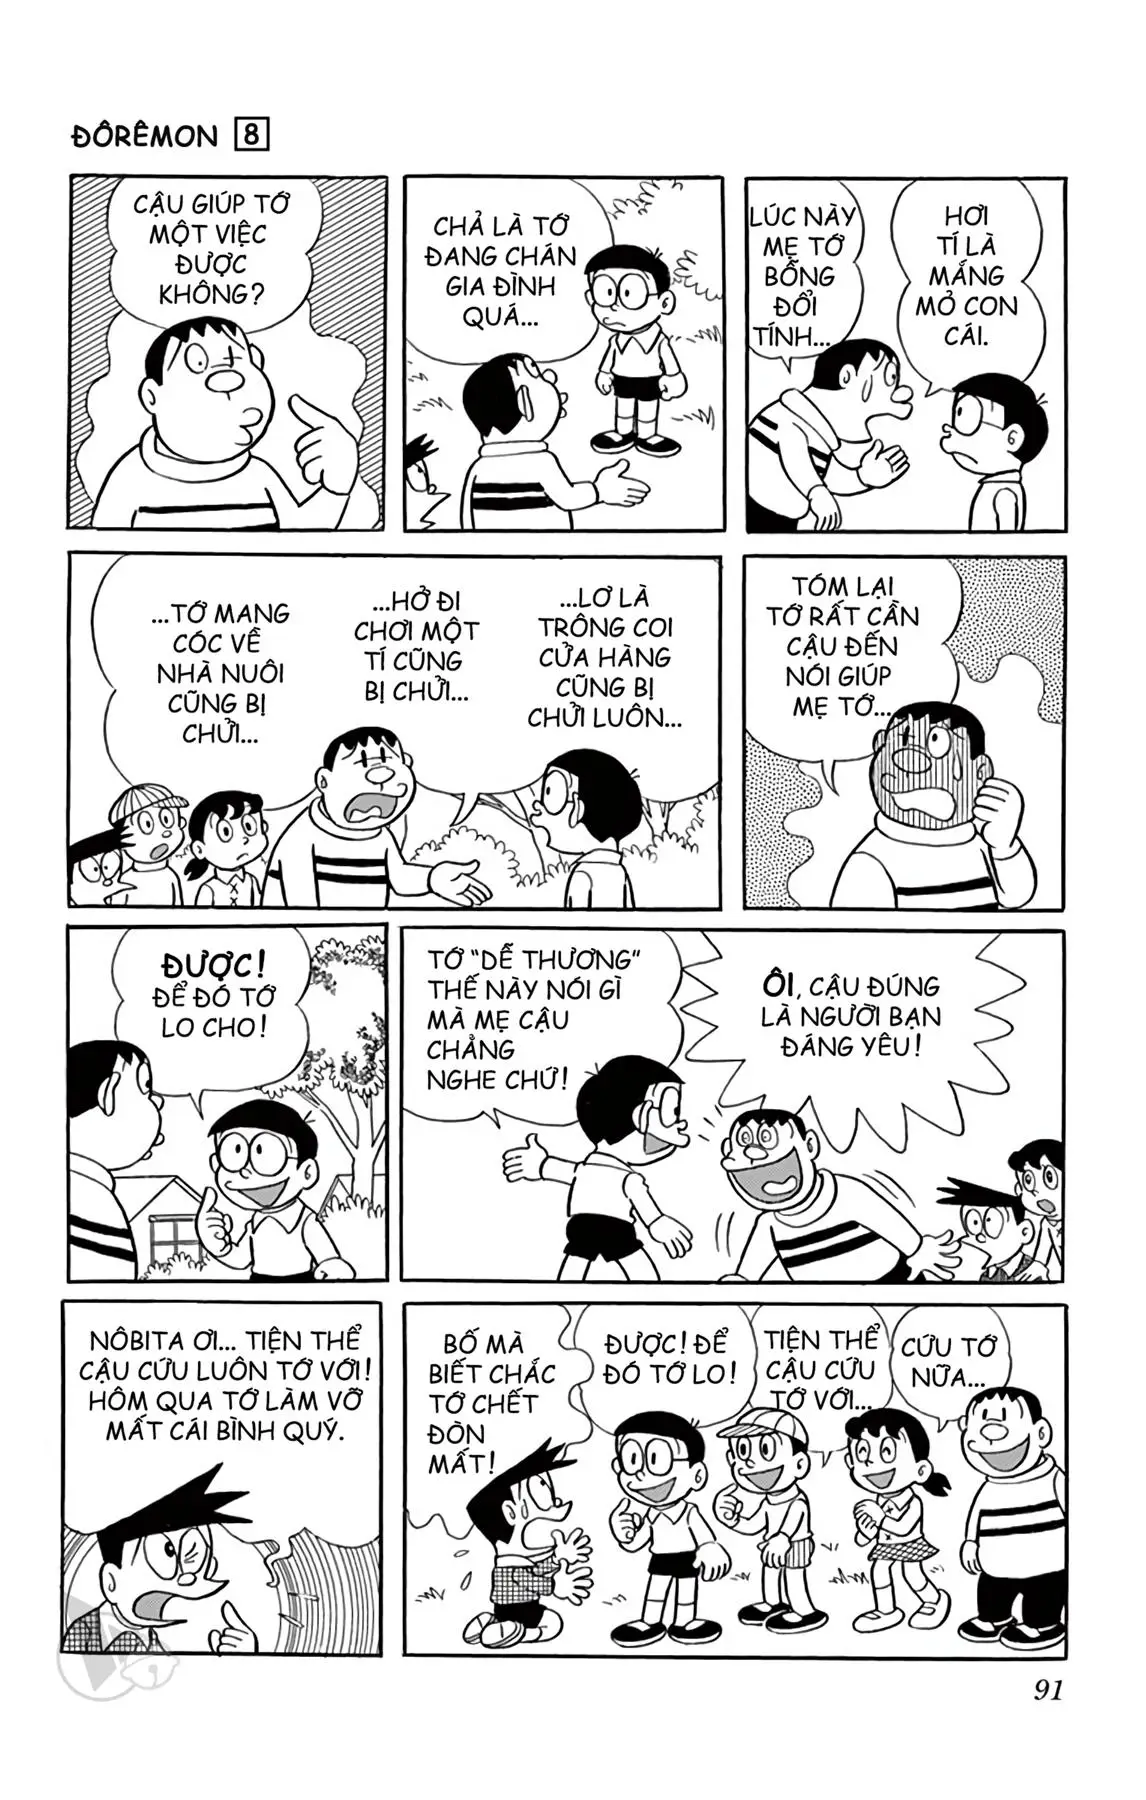 ĐÔRÊMON 8
CẬU GIÚP TỚ
MỘT VIỆC
ĐƯỢC
KHÔNG?
CHẢ LÀ TỚ
ĐANG CHÁN
GIA ĐÌNH
QUÁ...
LÚC NÀY
MẸ TỚ
BỖNG
ĐỔI
TÍNH...
HƠI
TÍ LÀ
MẮNG
MỎ CON
CÁI.
...TỚ MANG
CÓC VỀ
NHÀ NUÔI
CŨNG BỊ
CHỬI...
...HỞ ĐI
CHƠI MỘT
TÍ CŨNG
BỊ CHỬI...
...LƠ LÀ
TRÔNG COI
CỬA HÀNG
CŨNG BỊ
CHỬI LUÔN...
TÓM LẠI
TỚ RẤT CẦN
CẬU ĐẾN
NÓI GIÚP
MẸ TỚ...
ĐƯỢC!
ĐỂ ĐÓ TỚ
LO CHO!
TỚ “DỄ THƯƠNG”
THẾ NÀY NÓI GÌ
MÀ MẸ CẬU
CHẲNG
NGHE CHỨ!
ÔI, CẬU ĐÚNG
LÀ NGƯỜI BẠN
ĐÁNG YÊU!
NÔBITA ƠI... TIỆN THỂ
CẬU CỨU LUÔN TỚ VỚI!
HÔM QUA TỚ LÀM VỠ
MẤT CÁI BÌNH QUÝ.
BỐ MÀ
BIẾT CHẮC
TỚ CHẾT
ĐÒN
MẤT!
ĐƯỢC! ĐỂ
ĐÓ TỚ LO!
TIỆN THỂ
CẬU CỨU
TỚ VỚI...
CỨU TỚ
NỮA...
91